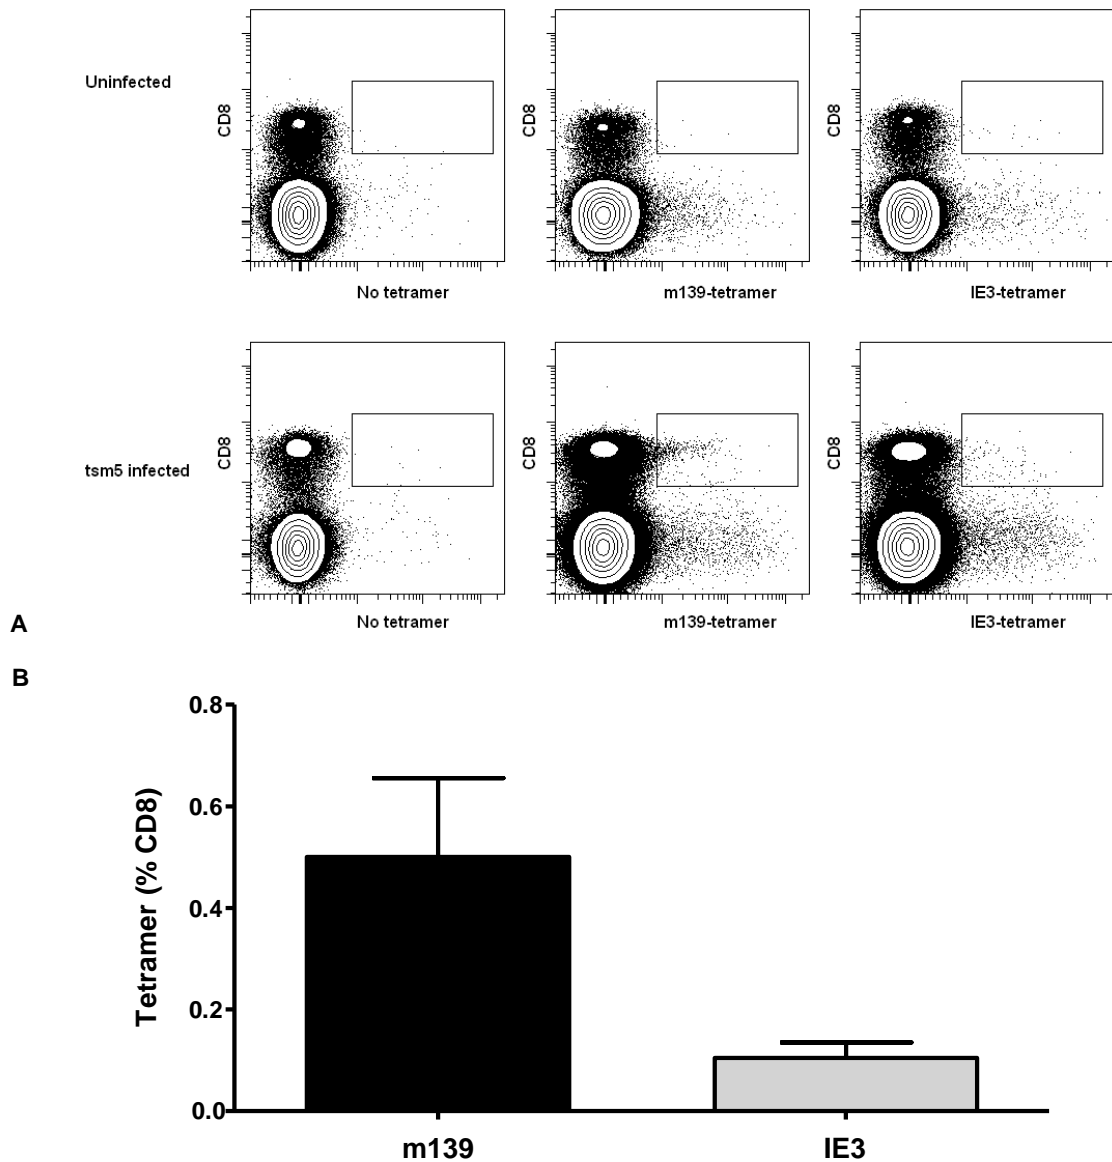 Uninfected
CD8
CD8
CD8
No tetramer
m139-tetramer
IE3-tetramer
tsm5 infected
CD8
CD8
CD8
No tetramer
m139-tetramer
IE3-tetramer
A
B
Tetramer (% CD8)
0.8
0.6
0.4
0.2
0.0
m139
IE3